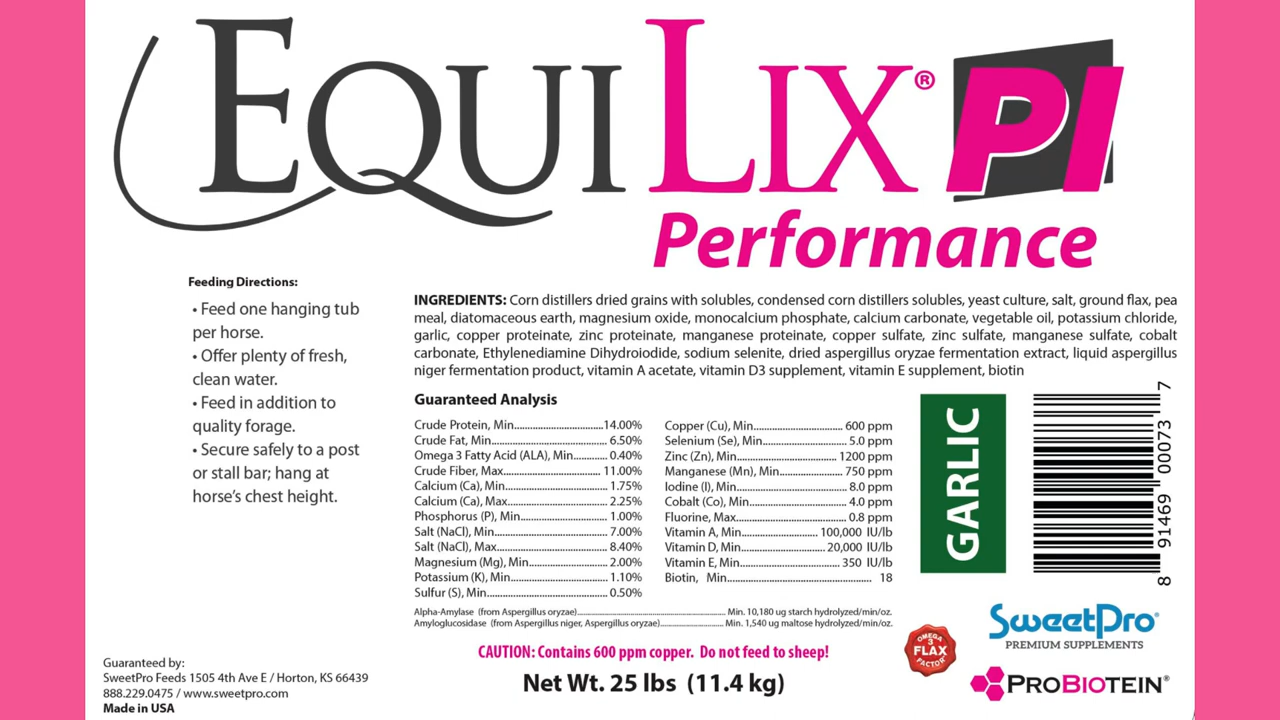 EQUILIX® PI
Performance
Feeding Directions:
• Feed one hanging tub
per horse.
• Offer plenty of fresh,
clean water.
• Feed in addition to
quality forage.
• Secure safely to a post
or stall bar; hang at
horse's chest height.
INGREDIENTS: Corn distillers dried grains with solubles, condensed corn distillers solubles, yeast culture, salt, ground flax, pea
meal, diatomaceous earth, magnesium oxide, monocalcium phosphate, calcium carbonate, vegetable oil, potassium chloride,
garlic, copper proteinate, zinc proteinate, manganese proteinate, copper sulfate, zinc sulfate, manganese sulfate, cobalt
carbonate, Ethylenediamine Dihydroiodide, sodium selenite, dried aspergillus oryzae fermentation extract, liquid aspergillus
niger fermentation product, vitamin A acetate, vitamin D3 supplement, vitamin E supplement, biotin
Guaranteed Analysis
Crude Protein, Min.....14.00%
Crude Fat, Min..... 6.50%
Omega 3 Fatty Acid (ALA), Min..... 0.40%
Crude Fiber, Max..... 11.00%
Calcium (Ca), Min..... 1.75%
Calcium (Ca), Max..... 2.25%
Phosphorus (P), Min..... 1.00%
Salt (NaCl), Min..... 7.00%
Salt (NaCl), Max..... 8.40%
Magnesium (Mg), Min..... 2.00%
Potassium (K), Min..... 1.10%
Sulfur (S), Min..... 0.50%
Copper (Cu), Min..... 600 ppm
Selenium (Se), Min..... 5.0 ppm
Zinc (Zn), Min..... 1200 ppm
Manganese (Mn), Min..... 750 ppm
Iodine (I), Min..... 8.0 ppm
Cobalt (Co), Min..... 4.0 ppm
Fluorine, Max..... 0.8 ppm
Vitamin A, Min..... 100,000 IU/lb
Vitamin D, Min..... 20,000 IU/lb
Vitamin E, Min..... 350 IU/lb
Biotin, Min..... 18
Alpha-Amylase (from Aspergillus oryzae)..... Min. 10,180 ug starch hydrolyzed/min/oz.
Amyloglucosidase (from Aspergillus niger, Aspergillus oryzae)..... Min. 1,540 ug maltose hydrolyzed/min/oz.
CAUTION: Contains 600 ppm copper. Do not feed to sheep!
Net Wt. 25 lbs (11.4 kg)
GARLIC
8 91469 00073 7
OMEGA
3
FLAX
FACTOR
SWEETPRO®
PREMIUM SUPPLEMENTS
PROBIOTEIN®
Guaranteed by:
SweetPro Feeds 1505 4th Ave E / Horton, KS 66439
888.229.0475 / www.sweetpro.com
Made in USA